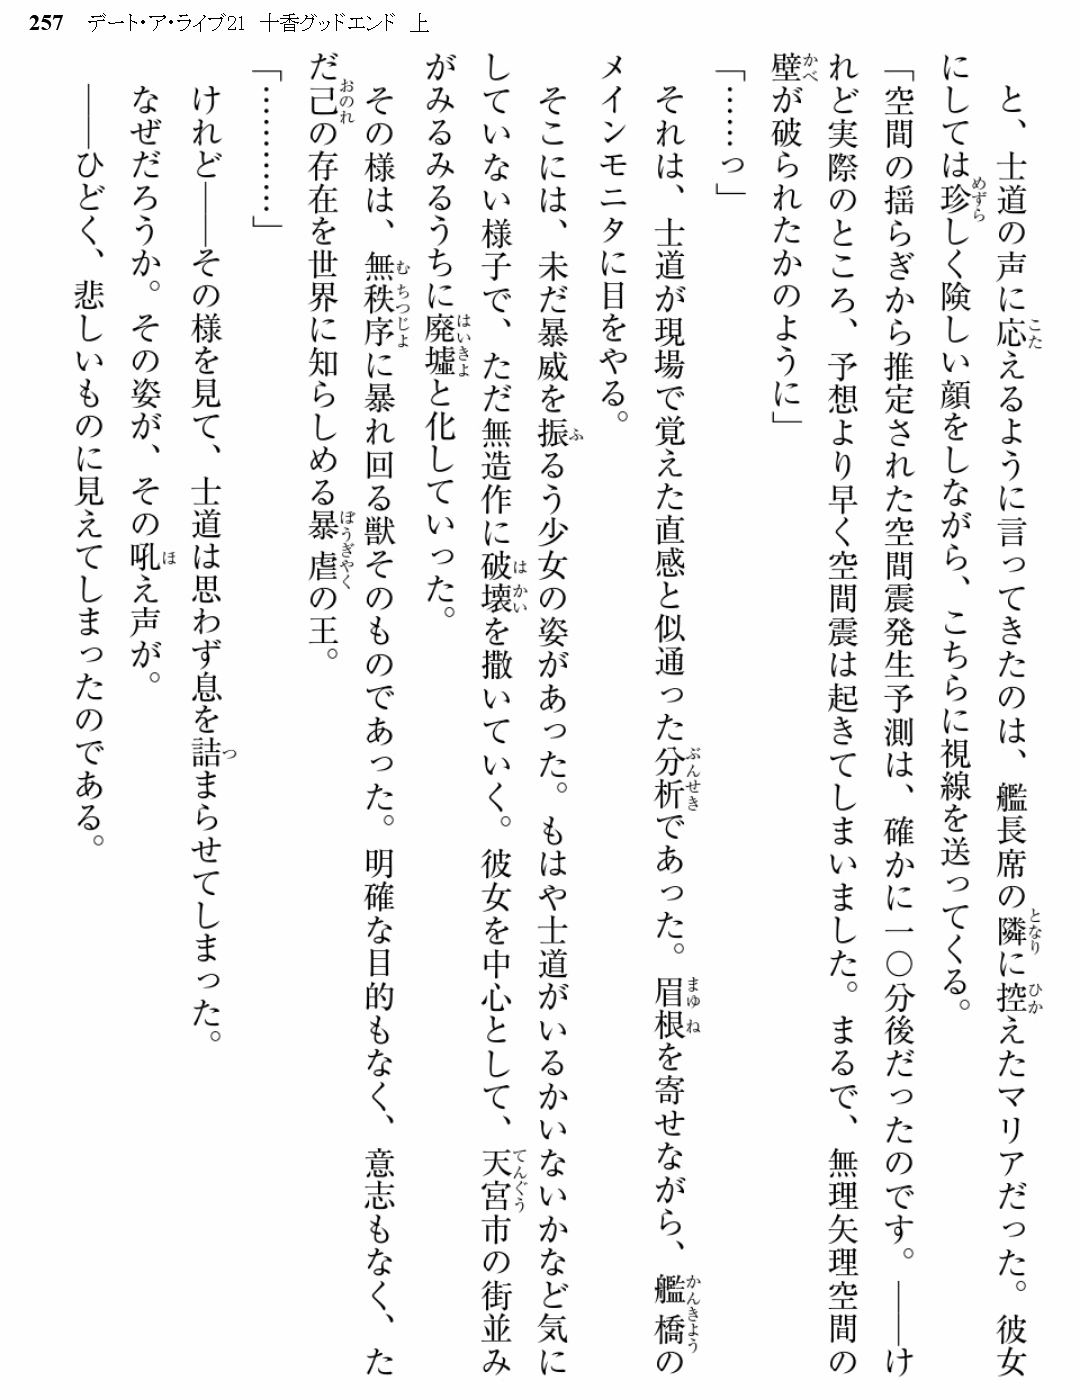 257 デート・ア・ライブ21 十香グッドエンド 上
と、士道の声に応えるように言ってきたのは、艦長席の隣に控えたマリアだった。彼女
にしては珍しく険しい顔をしながら、こちらに視線を送ってくる。
「空間の揺らぎから推定された空間震発生予測は、確かに一〇分後だったのです。――け
れど実際のところ、予想より早く空間震は起きてしまいました。まるで、無理矢理空間の
壁が破られたかのように」
「……っ」
それは、士道が現場で覚えた直感と似通った分析であった。眉根を寄せながら、艦橋の
メインモニタに目をやる。
そこには、未だ暴威を振るう少女の姿があった。もはや士道がいるかいないかなど気に
していない様子で、ただ無造作に破壊を撒いていく。彼女を中心として、天宮市の街並み
がみるみるうちに廃墟と化していった。
その様は、無秩序に暴れ回る獣そのものであった。明確な目的もなく、意志もなく、た
だ己の存在を世界に知らしめる暴虐の王。
「…………」
けれど――その様を見て、士道は思わず息を詰まらせてしまった。
なぜだろうか。その姿が、その吼え声が。
――ひどく、悲しいものに見えてしまったのである。